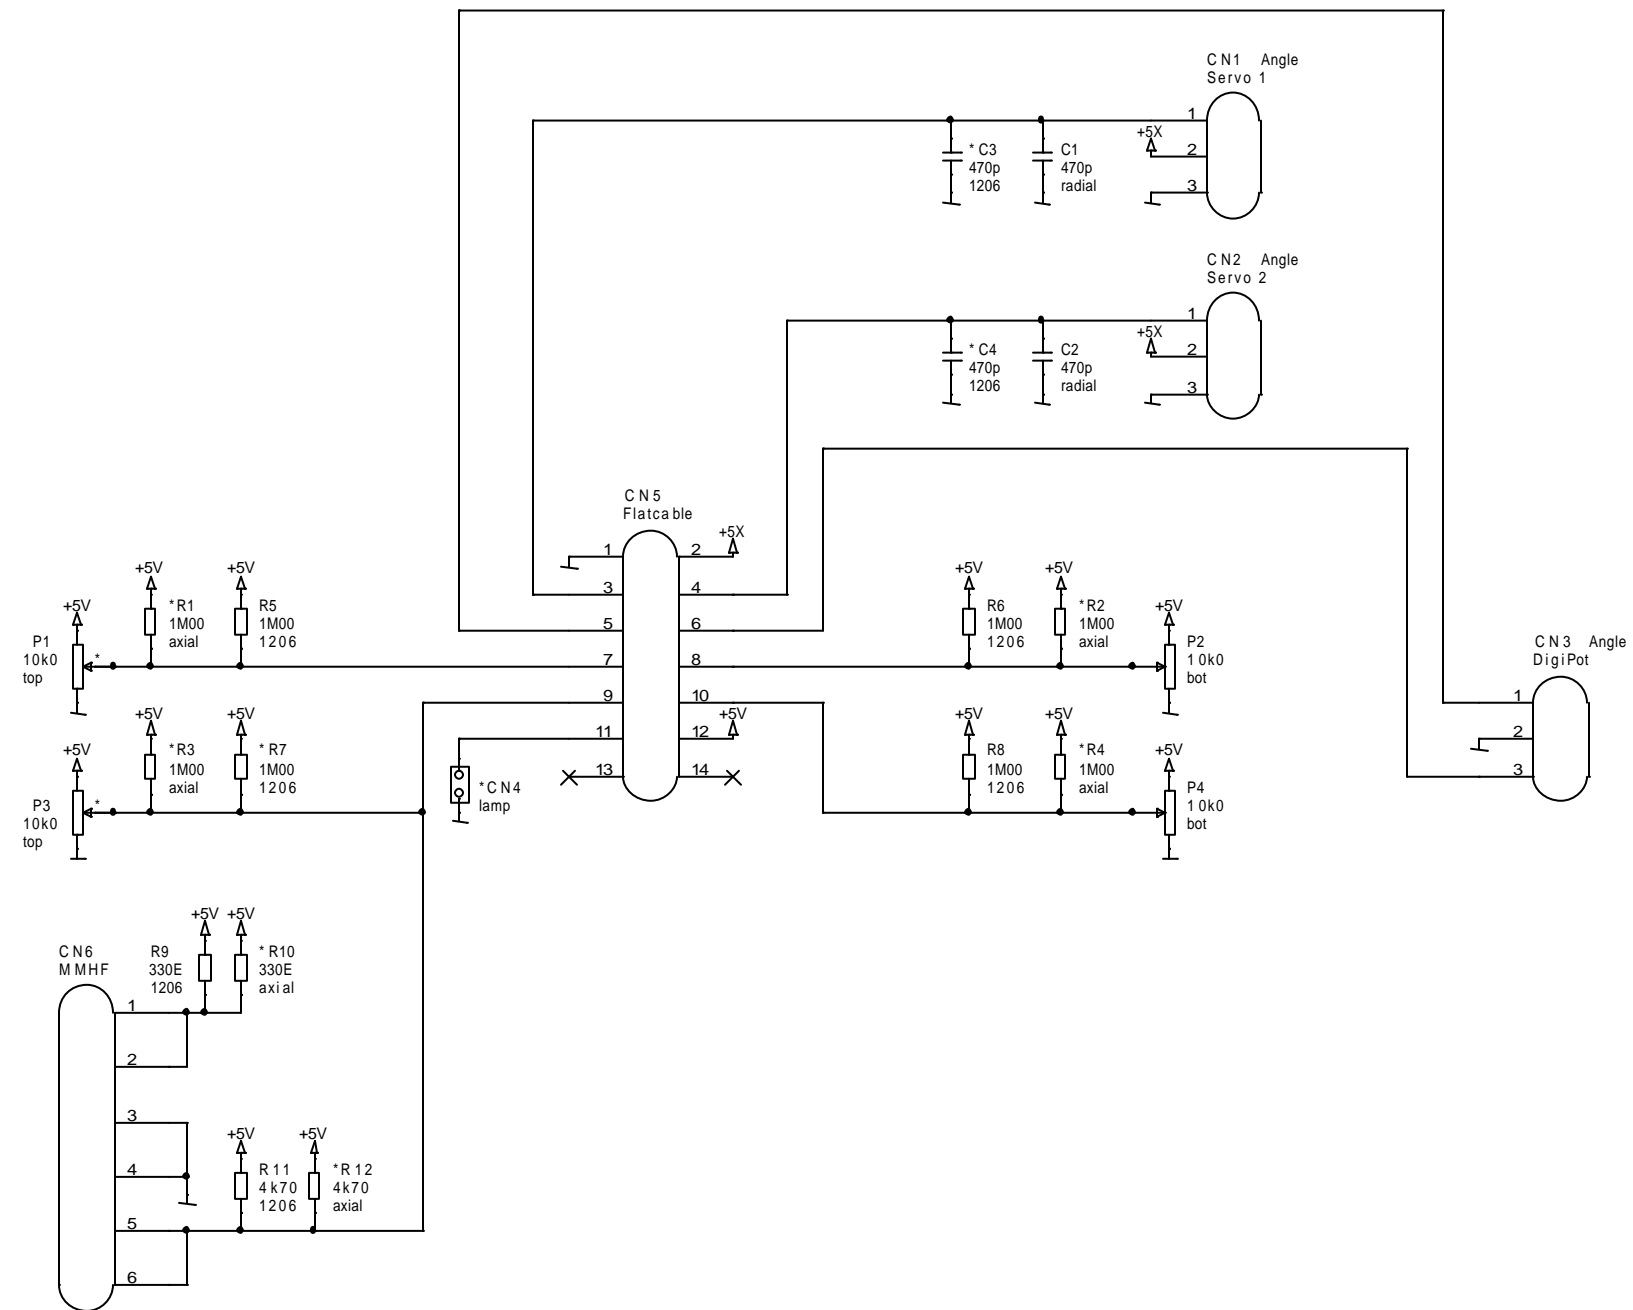 CN1 Angle
Servo 1
1
+5X
2
3
* C3
470p
1206
C1
470p
radial
CN2 Angle
Servo 2
1
+5X
2
3
* C4
470p
1206
C2
470p
radial
CN5
Flatcable
+5X
1
2
3
4
5
6
7
8
9
10
+5V
11
12
13
14
*CN4
lamp
+5V
P1
10k0
top
*
+5V
*R1
1M00
axial
+5V
R5
1M00
1206
+5V
P3
10k0
top
*
+5V
*R3
1M00
axial
+5V
* R7
1M00
1206
+5V
R6
1M00
1206
+5V
*R2
1M00
axial
+5V
P2
10k0
bot
+5V
R8
1M00
1206
+5V
*R4
1M00
axial
+5V
P4
10k0
bot
CN3 Angle
DigiPot
1
2
3
CN6
MMHF
+5V
R9
330E
1206
+5V
* R10
330E
axial
1
2
3
4
5
6
+5V
R11
4k70
1206
+5V
*R12
4k70
axial